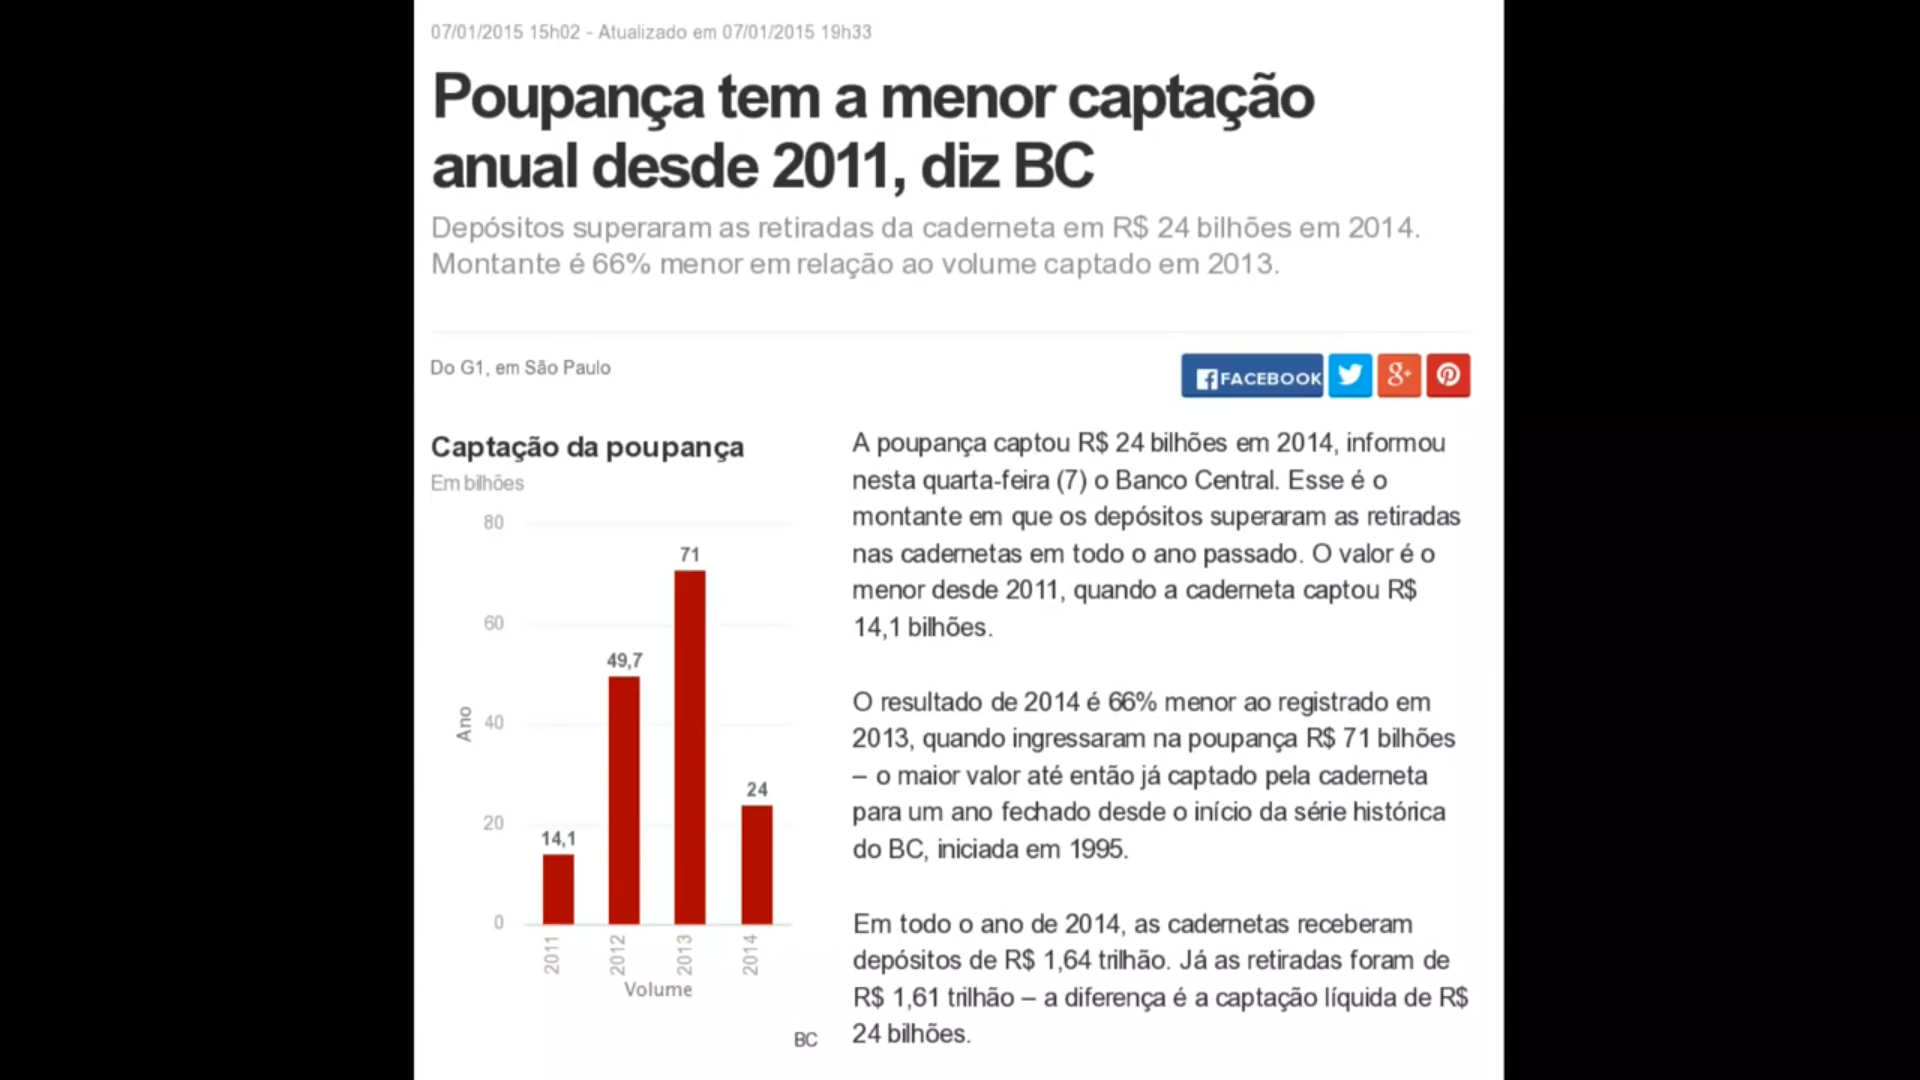 07/01/2015 15h02 - Atualizado em 07/01/2015 19h33
Poupança tem a menor captação
anual desde 2011, diz BC
Depósitos superaram as retiradas da caderneta em R$ 24 bilhões em 2014.
Montante é 66% menor em relação ao volume captado em 2013.
Do G1, em São Paulo
FACEBOOK
g+
Captação da poupança
Em bilhões
80
60
40
20
0
Ano
14,1
49,7
71
24
2011
2012
2013
2014
Volume
BC
A poupança captou R$ 24 bilhões em 2014, informou
nesta quarta-feira (7) o Banco Central. Esse é o
montante em que os depósitos superaram as retiradas
nas cadernetas em todo o ano passado. O valor é o
menor desde 2011, quando a caderneta captou R$
14,1 bilhões.
O resultado de 2014 é 66% menor ao registrado em
2013, quando ingressaram na poupança R$ 71 bilhões
– o maior valor até então já captado pela caderneta
para um ano fechado desde o início da série histórica
do BC, iniciada em 1995.
Em todo o ano de 2014, as cadernetas receberam
depósitos de R$ 1,64 trilhão. Já as retiradas foram de
R$ 1,61 trilhão – a diferença é a captação líquida de R$
24 bilhões.